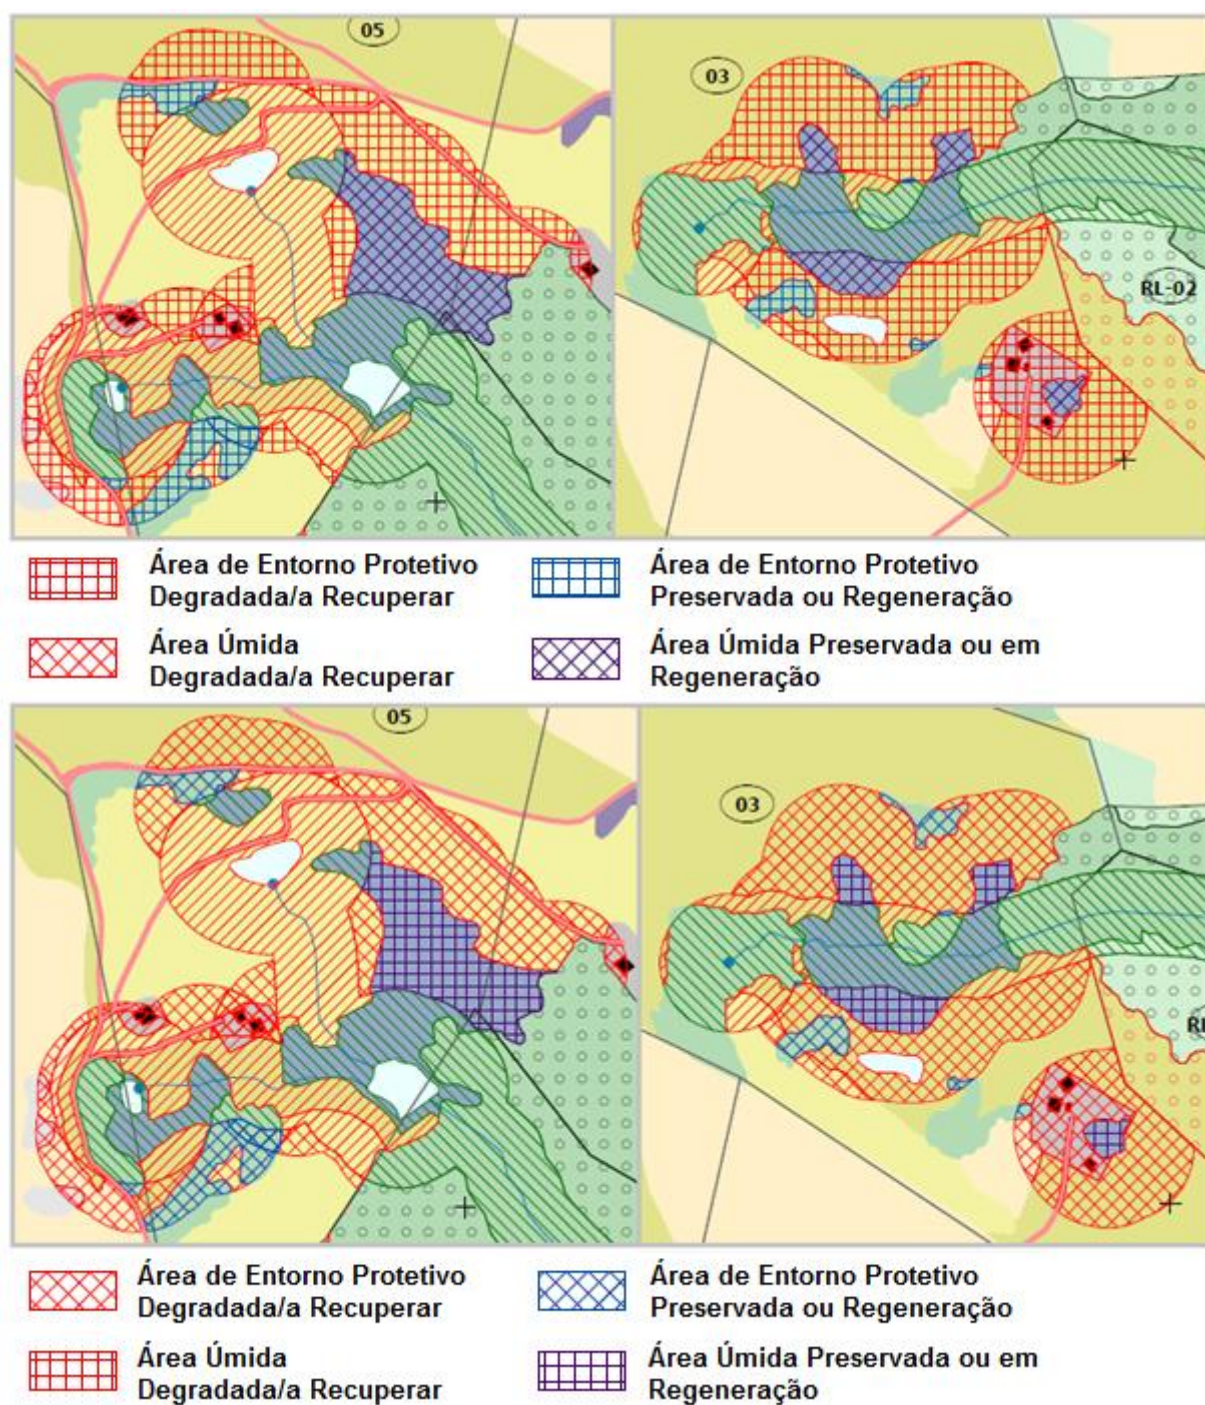 05
03
RL-02
Área de Entorno Protetivo
Degradada/a Recuperar
Área de Entorno Protetivo
Preservada ou Regeneração
Área Úmida
Degradada/a Recuperar
Área Úmida Preservada ou em
Regeneração
05
03
RL
Área de Entorno Protetivo
Degradada/a Recuperar
Área de Entorno Protetivo
Preservada ou Regeneração
Área Úmida
Degradada/a Recuperar
Área Úmida Preservada ou em
Regeneração